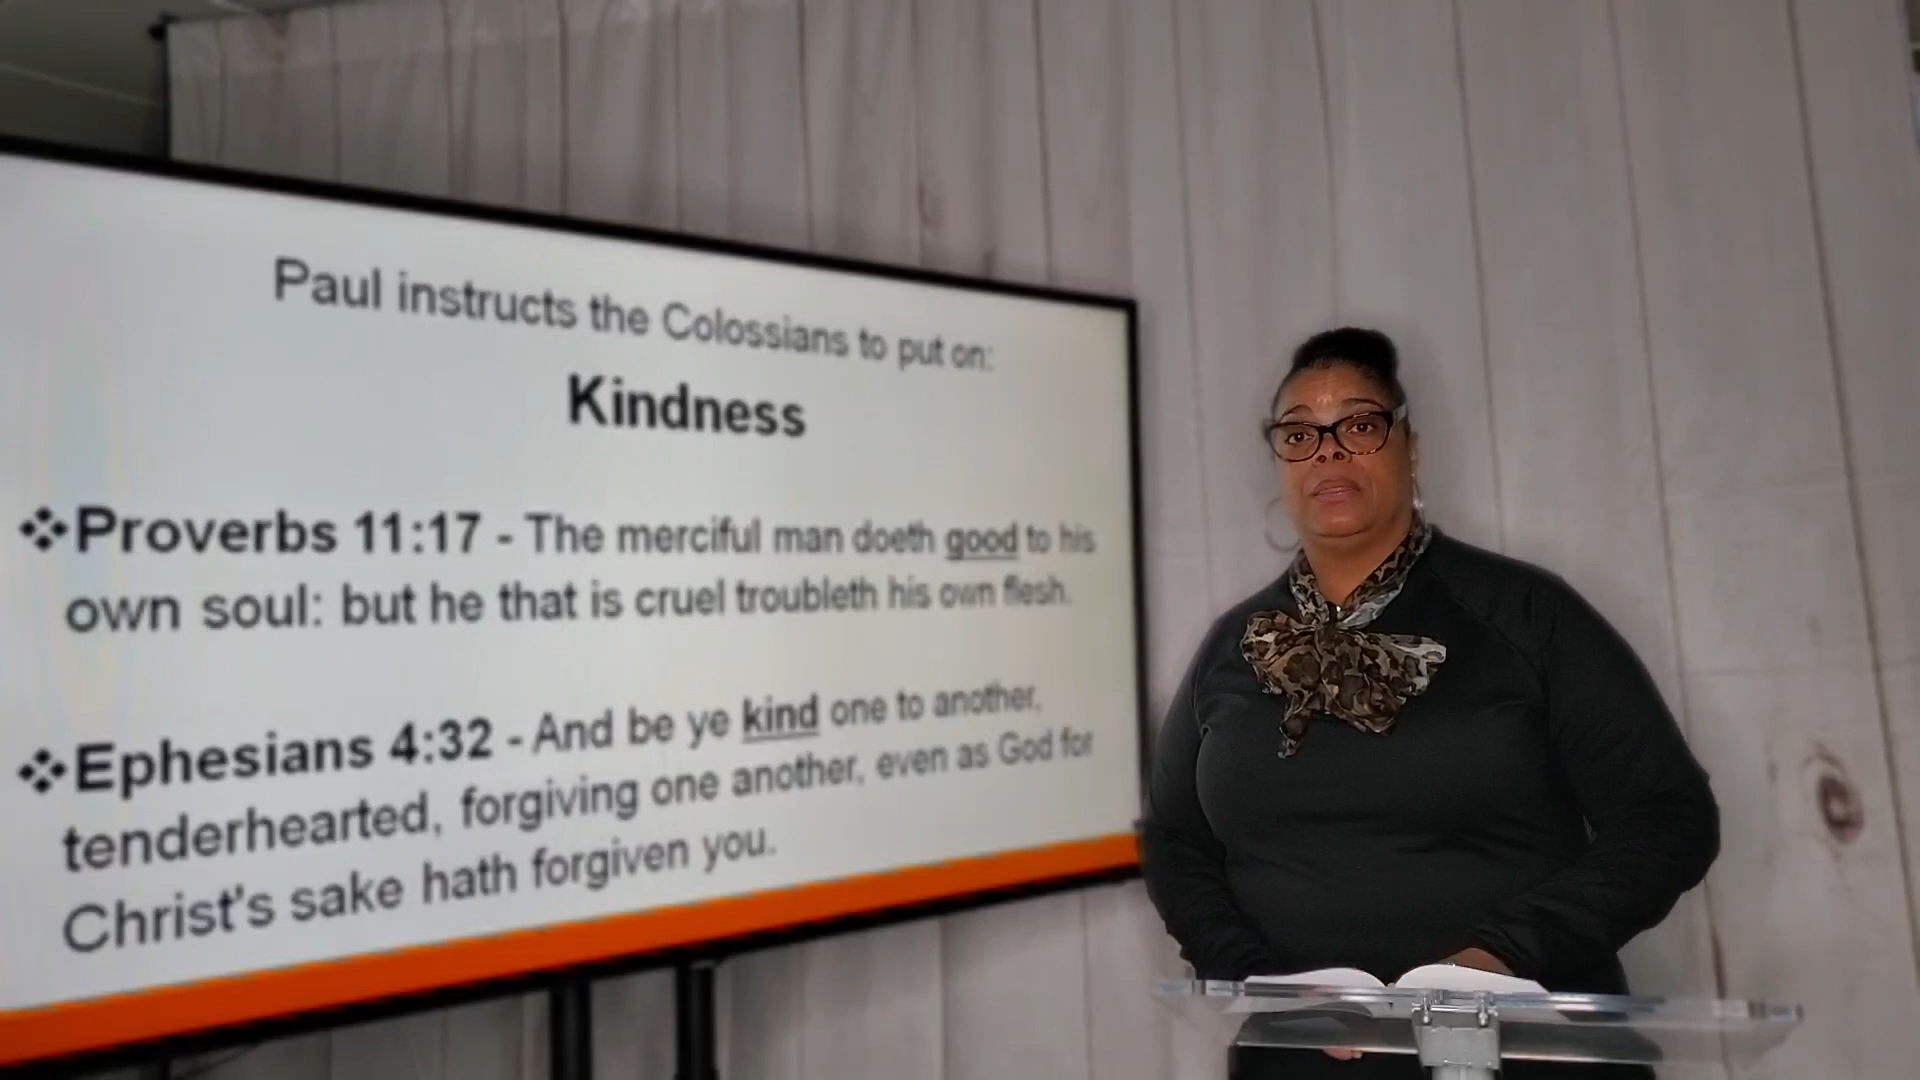 Paul instructs the Colossians to put on:
Kindness
❖Proverbs 11:17 - The merciful man doeth good to his
own soul: but he that is cruel troubleth his own flesh.
❖Ephesians 4:32 - And be ye kind one to another,
tenderhearted, forgiving one another, even as God for
Christ's sake hath forgiven you.